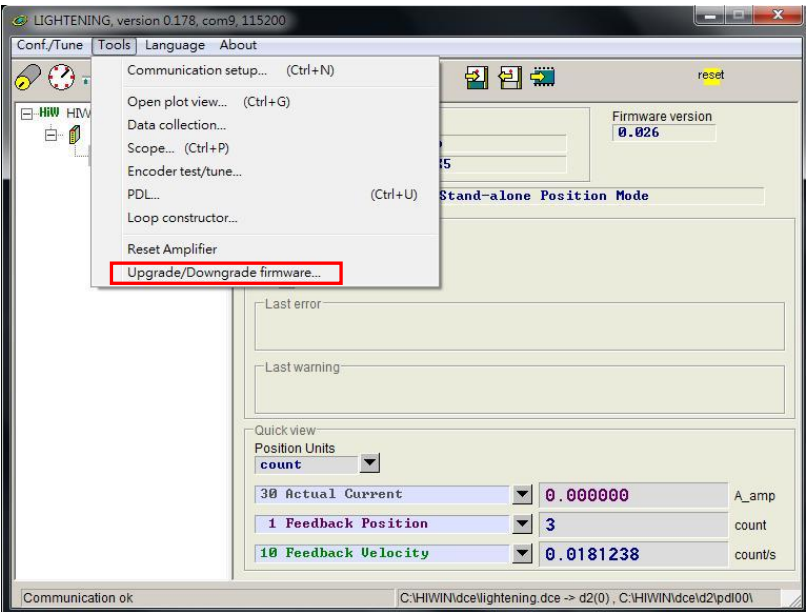 LIGHTENING, version 0.178, com9, 115200
Conf./Tune Tools Language About
Communication setup... (Ctrl+N)
reset
Open plot view... (Ctrl+G)
HiW HIW
Firmware version
Data collection...
0.026
Scope... (Ctrl+P)
Encoder test/tune...
PDL... (Ctrl+U)
Stand-alone Position Mode
Loop constructor...
Reset Amplifier
Upgrade/Downgrade firmware...
Last error
Last warning
Quick view
Position Units
count
30 Actual Current 0.000000 A_amp
1 Feedback Position 3 count
10 Feedback Velocity 0.0181238 count/s
Communication ok C:\HIWIN\dce\lightening.dce -> d2(0) , C:\HIWIN\dce\d2\pdl00\